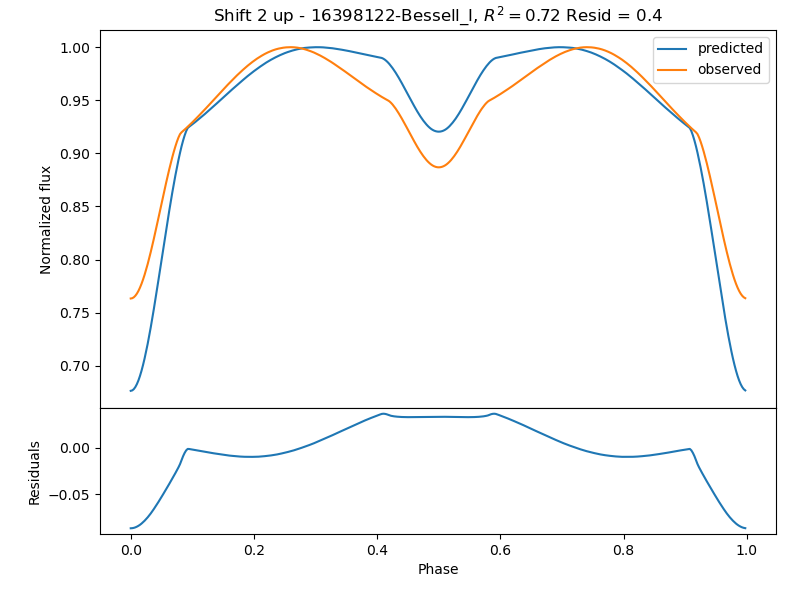 Shift 2 up - 16398122-Bessell_I, R² = 0.72 Resid = 0.4
predicted
observed
Normalized flux
1.00
0.95
0.90
0.85
0.80
0.75
0.70
Residuals
0.00
−0.05
0.0 0.2 0.4 0.6 0.8 1.0
Phase